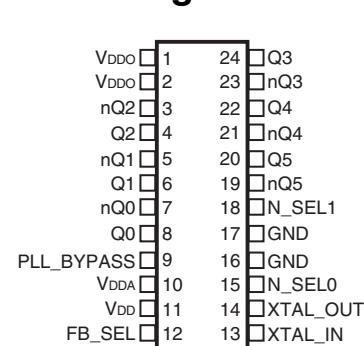 VDDO 1 24 Q3
VDDO 2 23 nQ3
nQ2 3 22 Q4
Q2 4 21 nQ4
nQ1 5 20 Q5
Q1 6 19 nQ5
nQ0 7 18 N_SEL1
Q0 8 17 GND
PLL_BYPASS 9 16 GND
VDDA 10 15 N_SEL0
VDD 11 14 XTAL_OUT
FB_SEL 12 13 XTAL_IN